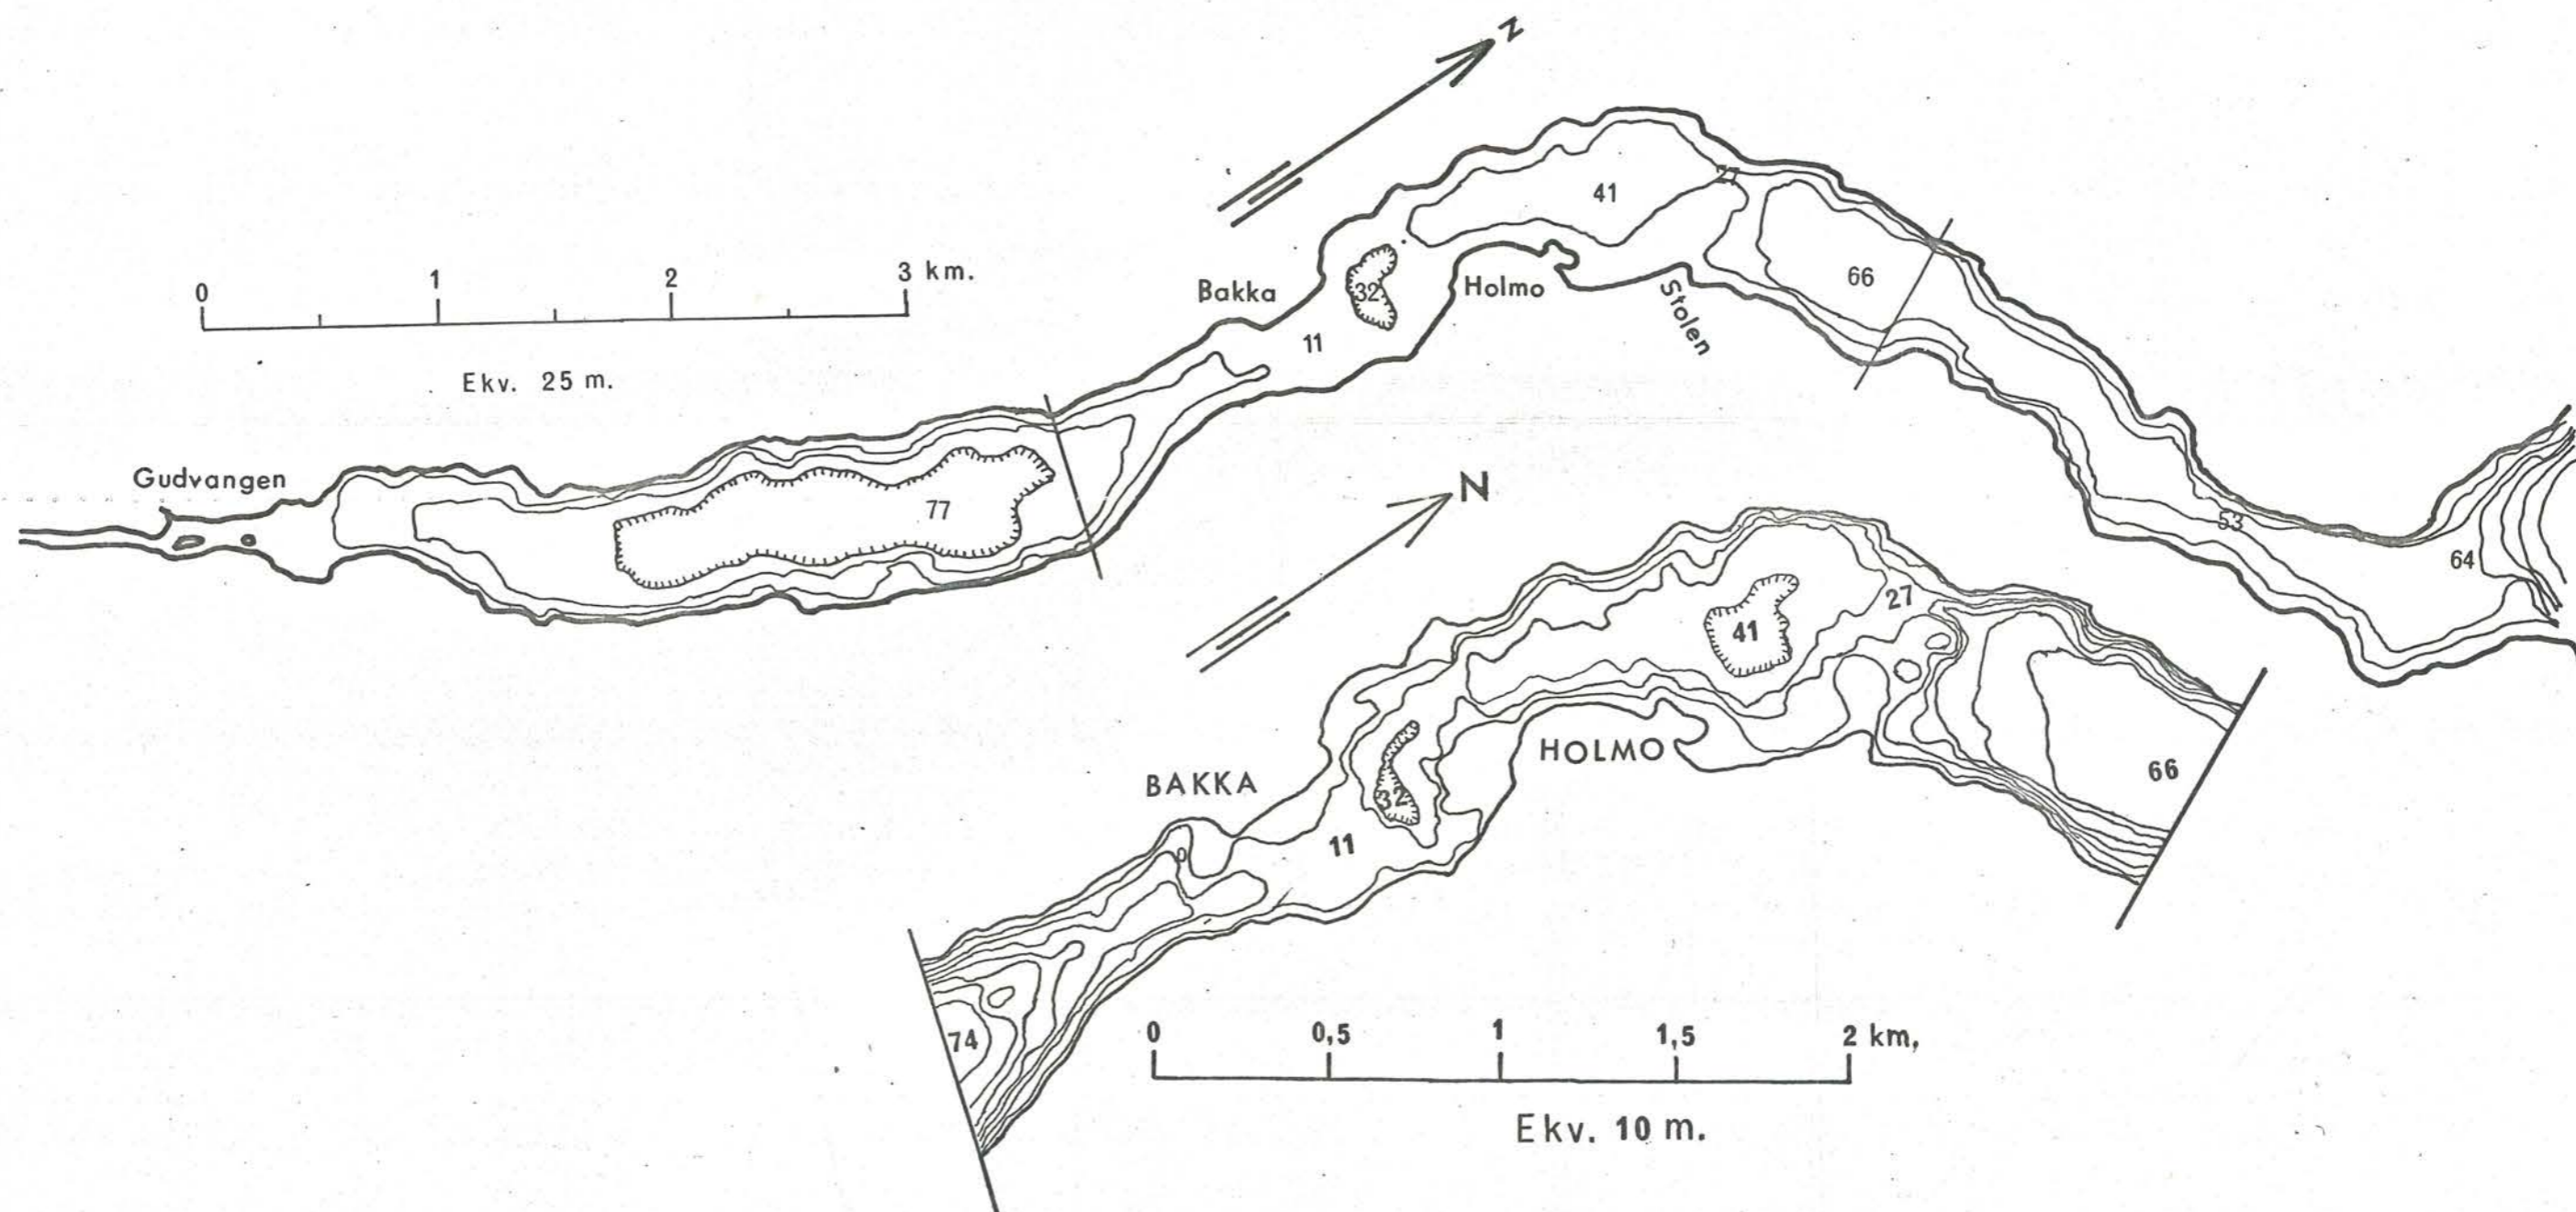 N
0 1 2 3 km.
Ekv. 25 m.
Gudvangen
77
Bakka
11
32
Holmo
41
27
Stolen
66
53
64
N
BAKKA
11
32
HOLMO
41
27
66
74
0 0,5 1 1,5 2 km,
Ekv. 10 m.